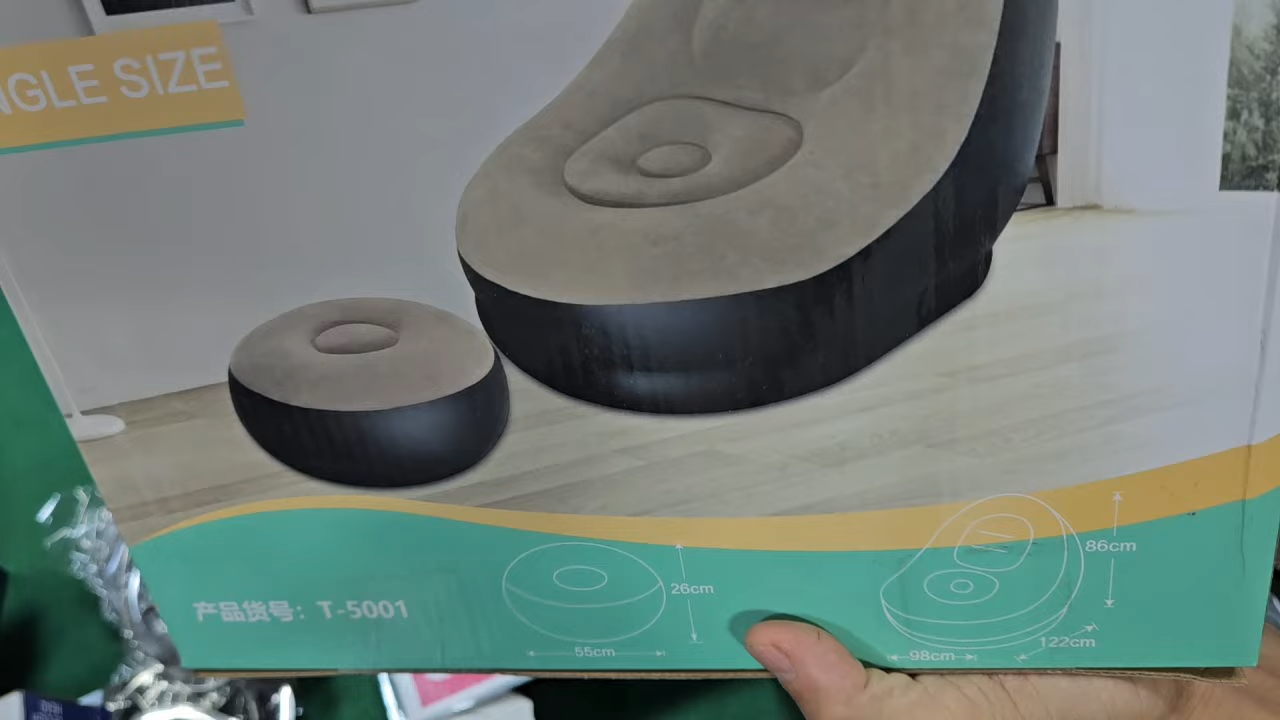 NGLE SIZE
86cm
26cm
产品货号：T-5001
122cm
55cm
98cm